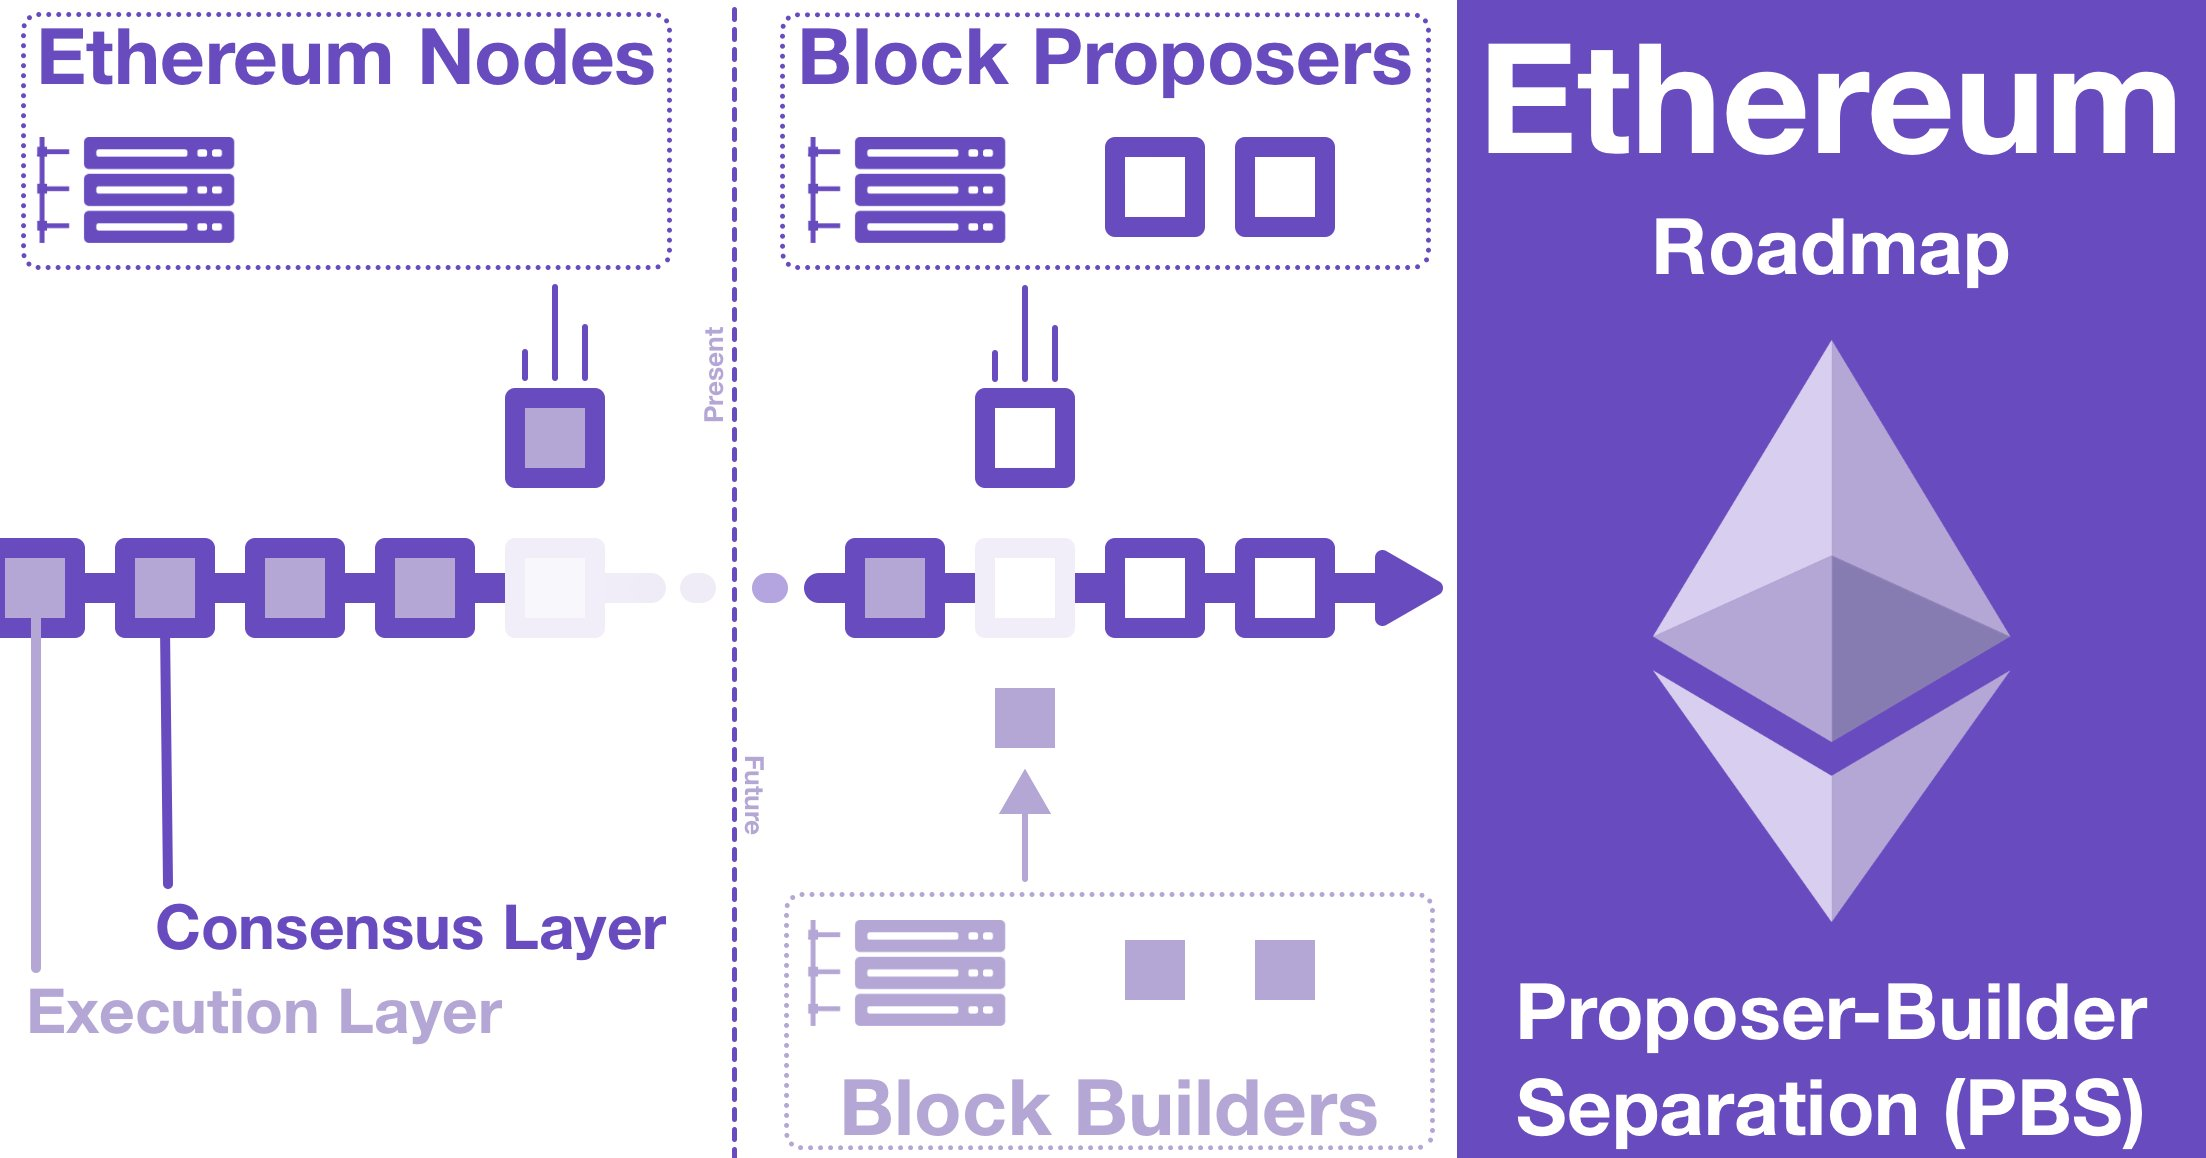 Ethereum Nodes
Present
Consensus Layer
Execution Layer
Block Proposers
Future
Block Builders
Ethereum
Roadmap
Proposer-Builder
Separation (PBS)